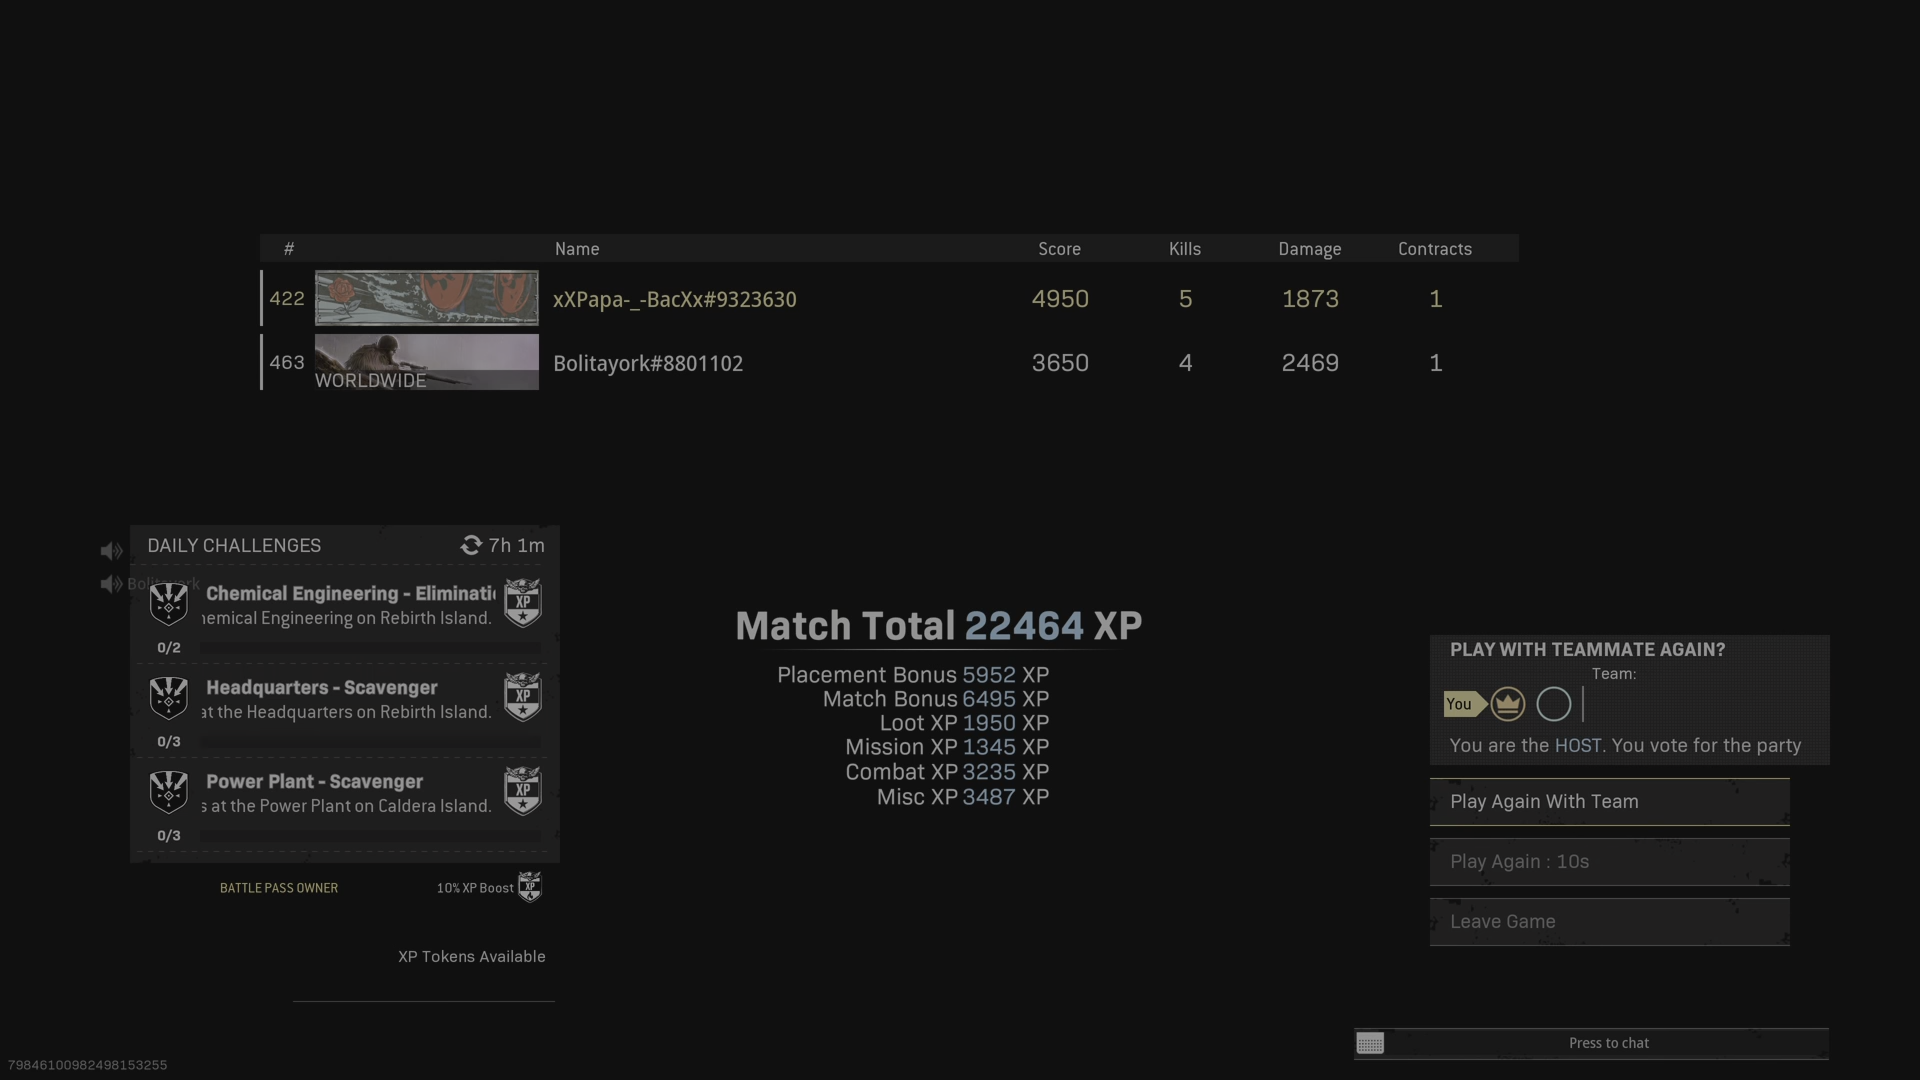 # Name Score Kills Damage Contracts
422 xXPapa-_-BacXx#9323630 4950 5 1873 1
463 WORLDWIDE Bolitayork#8801102 3650 4 2469 1
DAILY CHALLENGES 7h 1m
Bolitayork
Chemical Engineering - Eliminati
hemical Engineering on Rebirth Island.
XP
0/2
Headquarters - Scavenger
at the Headquarters on Rebirth Island.
XP
0/3
Power Plant - Scavenger
s at the Power Plant on Caldera Island.
XP
0/3
BATTLE PASS OWNER 10% XP Boost XP
XP Tokens Available
Match Total 22464 XP
Placement Bonus 5952 XP
Match Bonus 6495 XP
Loot XP 1950 XP
Mission XP 1345 XP
Combat XP 3235 XP
Misc XP 3487 XP
PLAY WITH TEAMMATE AGAIN?
Team:
You
You are the HOST. You vote for the party
Play Again With Team
Play Again : 10s
Leave Game
Press to chat
79846100982498153255